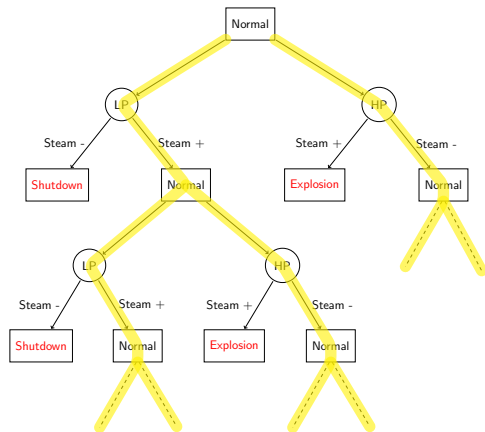 Normal
LP
HP
Steam -
Steam +
Steam +
Steam -
Shutdown
Normal
Explosion
Normal
LP
HP
Steam -
Steam +
Steam +
Steam -
Shutdown
Normal
Explosion
Normal